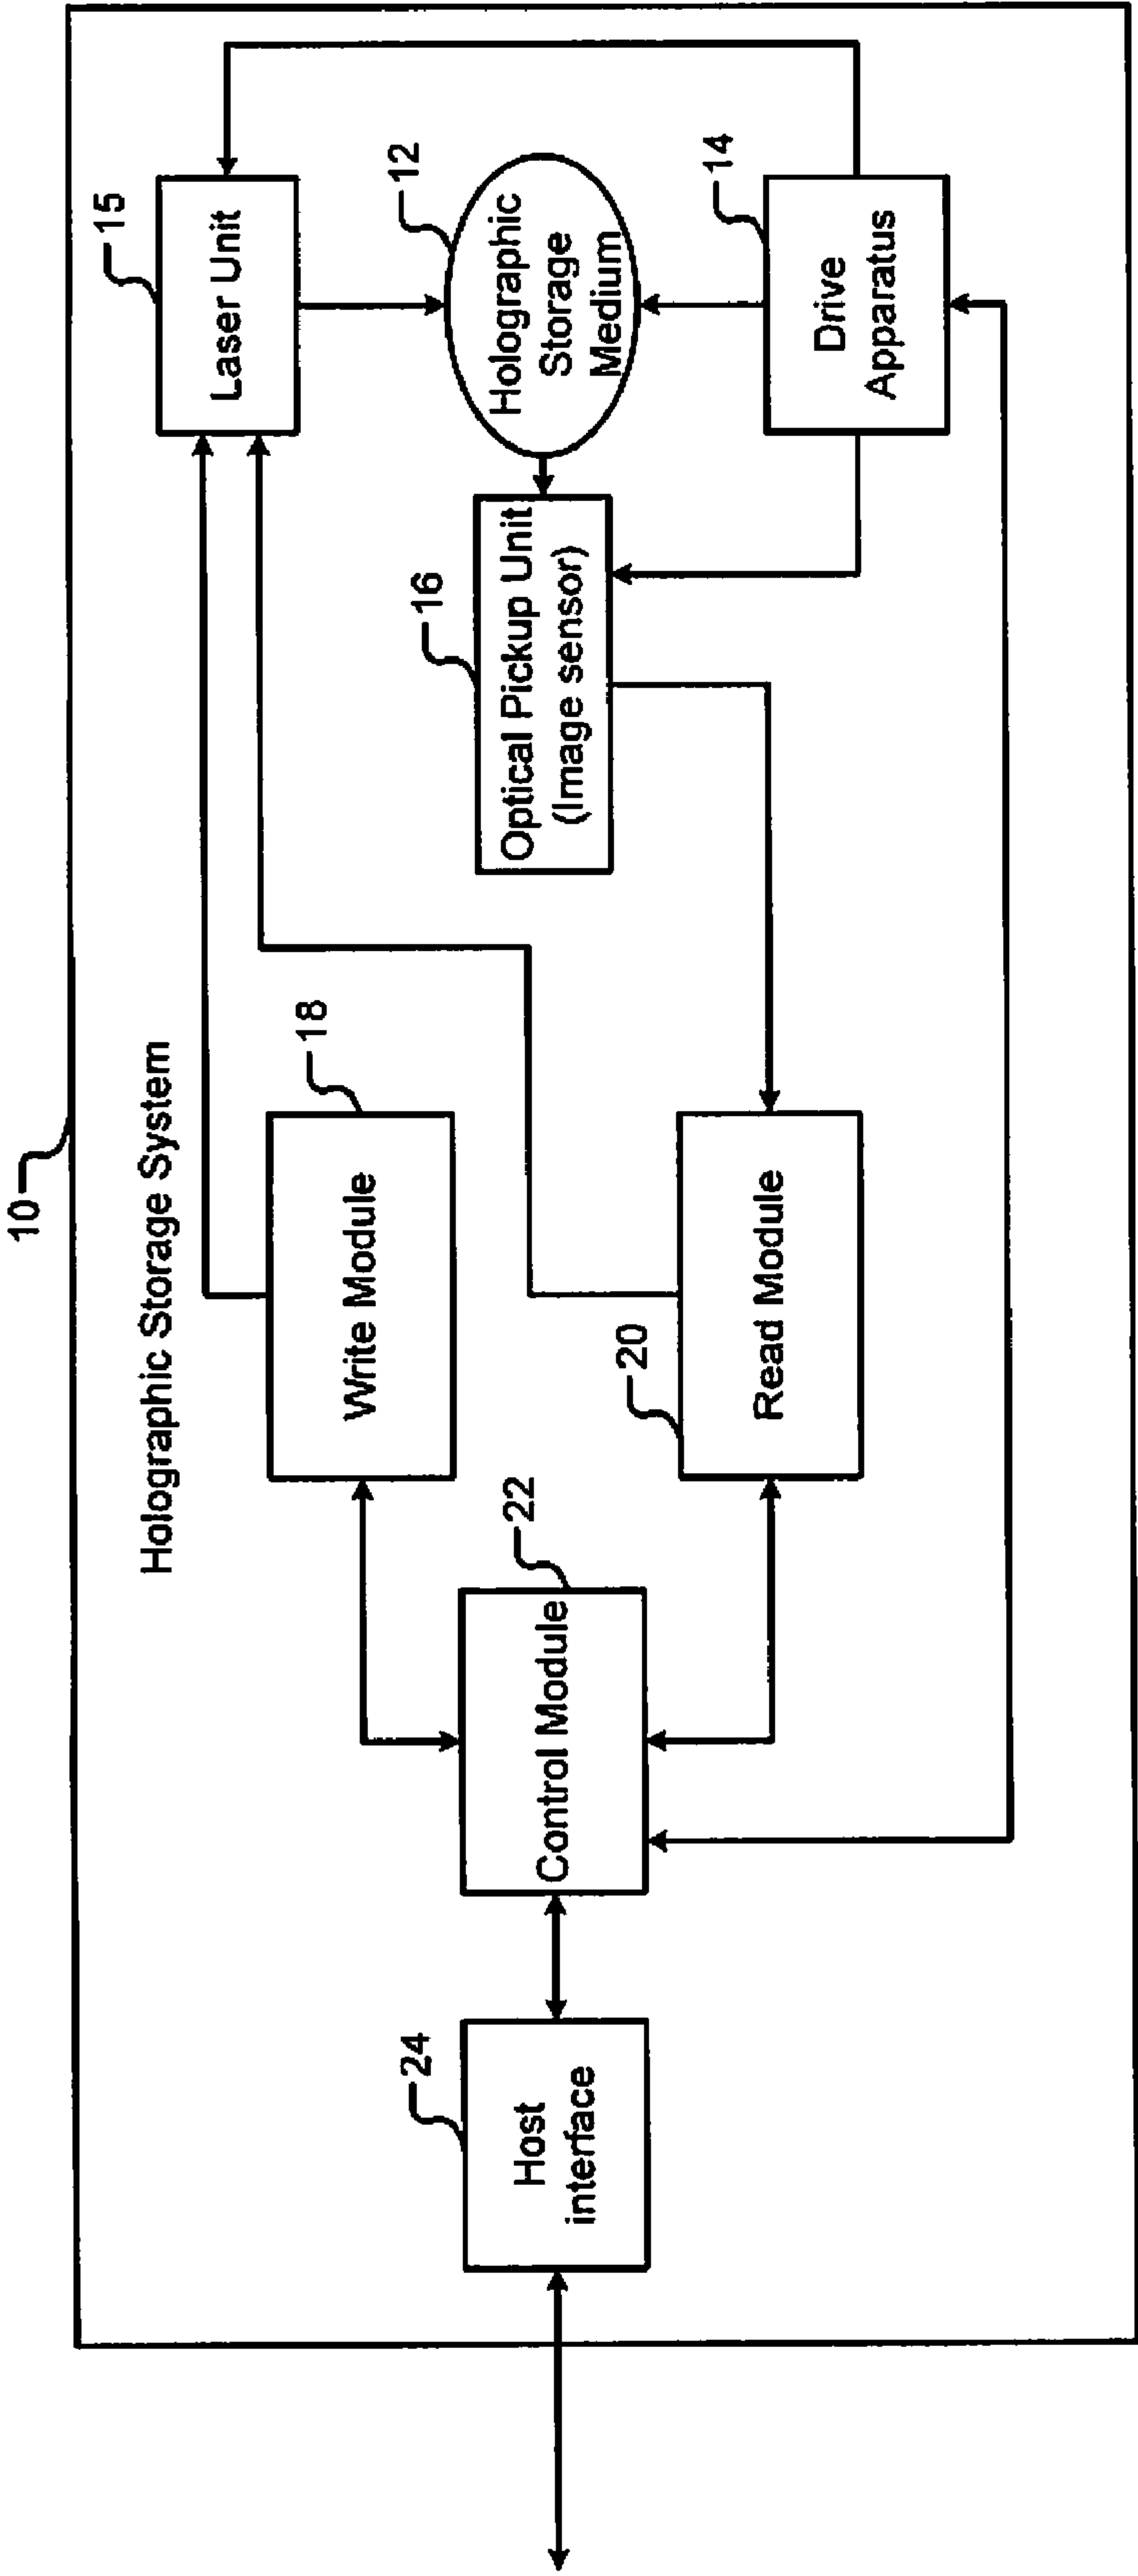 10
Holographic Storage System
15
Laser Unit
18
Write Module
12
Holographic
Storage
Medium
16
Optical Pickup Unit
(Image sensor)
22
Control Module
24
Host
interface
20
Read Module
14
Drive
Apparatus